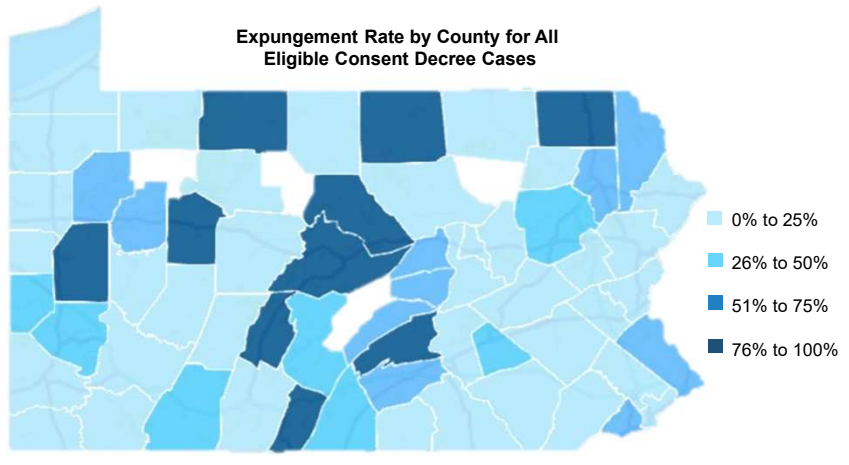 Expungement Rate by County for All
Eligible Consent Decree Cases
0% to 25%
26% to 50%
51% to 75%
76% to 100%